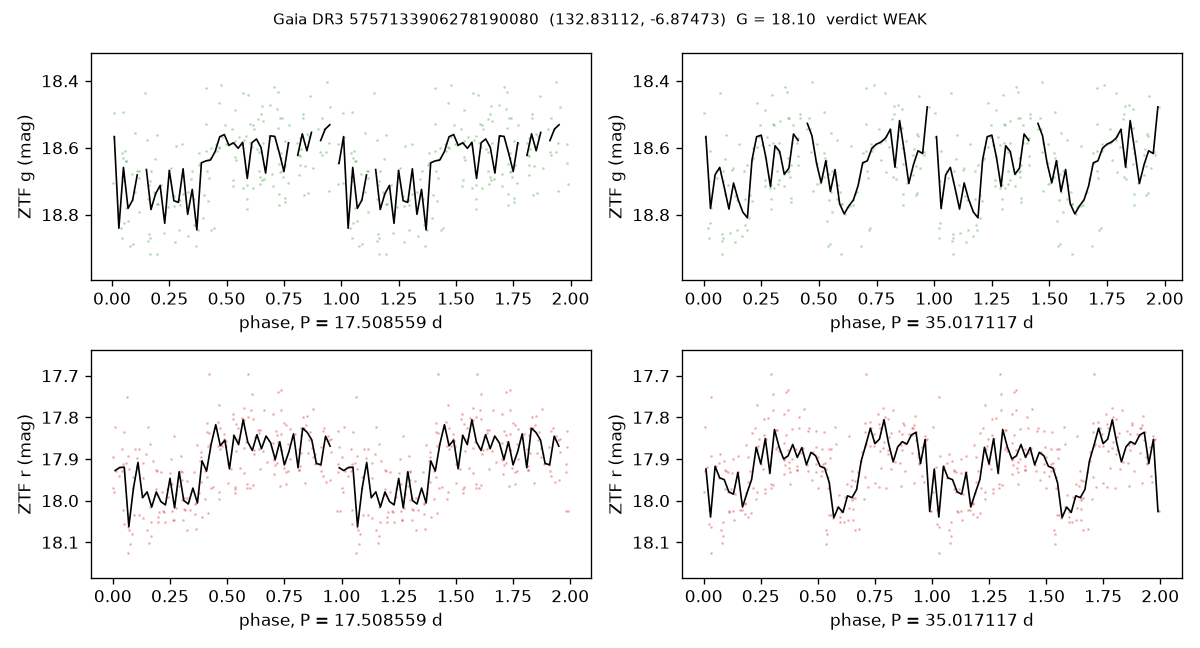 Gaia DR3 5757133906278190080 (132.83112, -6.87473) G = 18.10 verdict WEAK
ZTF g (mag)
18.4
18.6
18.8
0.00 0.25 0.50 0.75 1.00 1.25 1.50 1.75 2.00
phase, P = 17.508559 d
ZTF g (mag)
18.4
18.6
18.8
0.00 0.25 0.50 0.75 1.00 1.25 1.50 1.75 2.00
phase, P = 35.017117 d
ZTF r (mag)
17.7
17.8
17.9
18.0
18.1
0.00 0.25 0.50 0.75 1.00 1.25 1.50 1.75 2.00
phase, P = 17.508559 d
ZTF r (mag)
17.7
17.8
17.9
18.0
18.1
0.00 0.25 0.50 0.75 1.00 1.25 1.50 1.75 2.00
phase, P = 35.017117 d